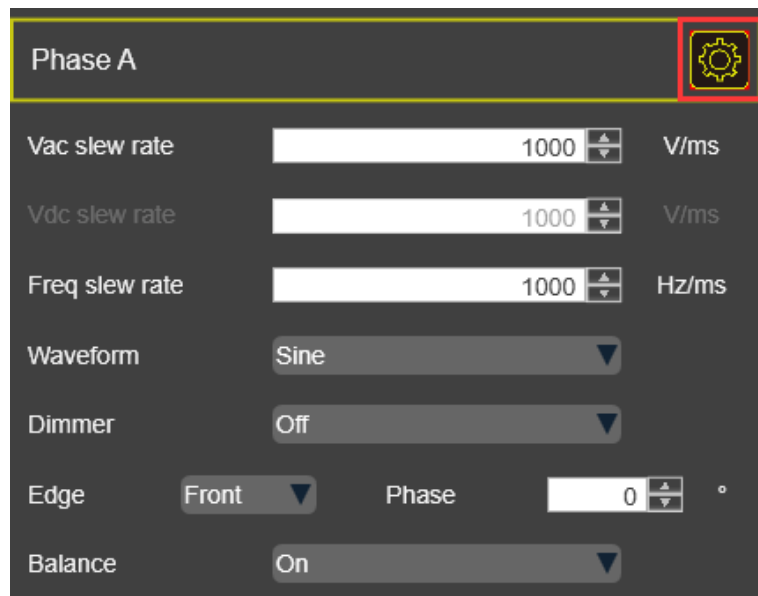 Phase A
Vac slew rate 1000 V/ms
Vdc slew rate 1000 V/ms
Freq slew rate 1000 Hz/ms
Waveform Sine
Dimmer Off
Edge Front Phase 0 °
Balance On